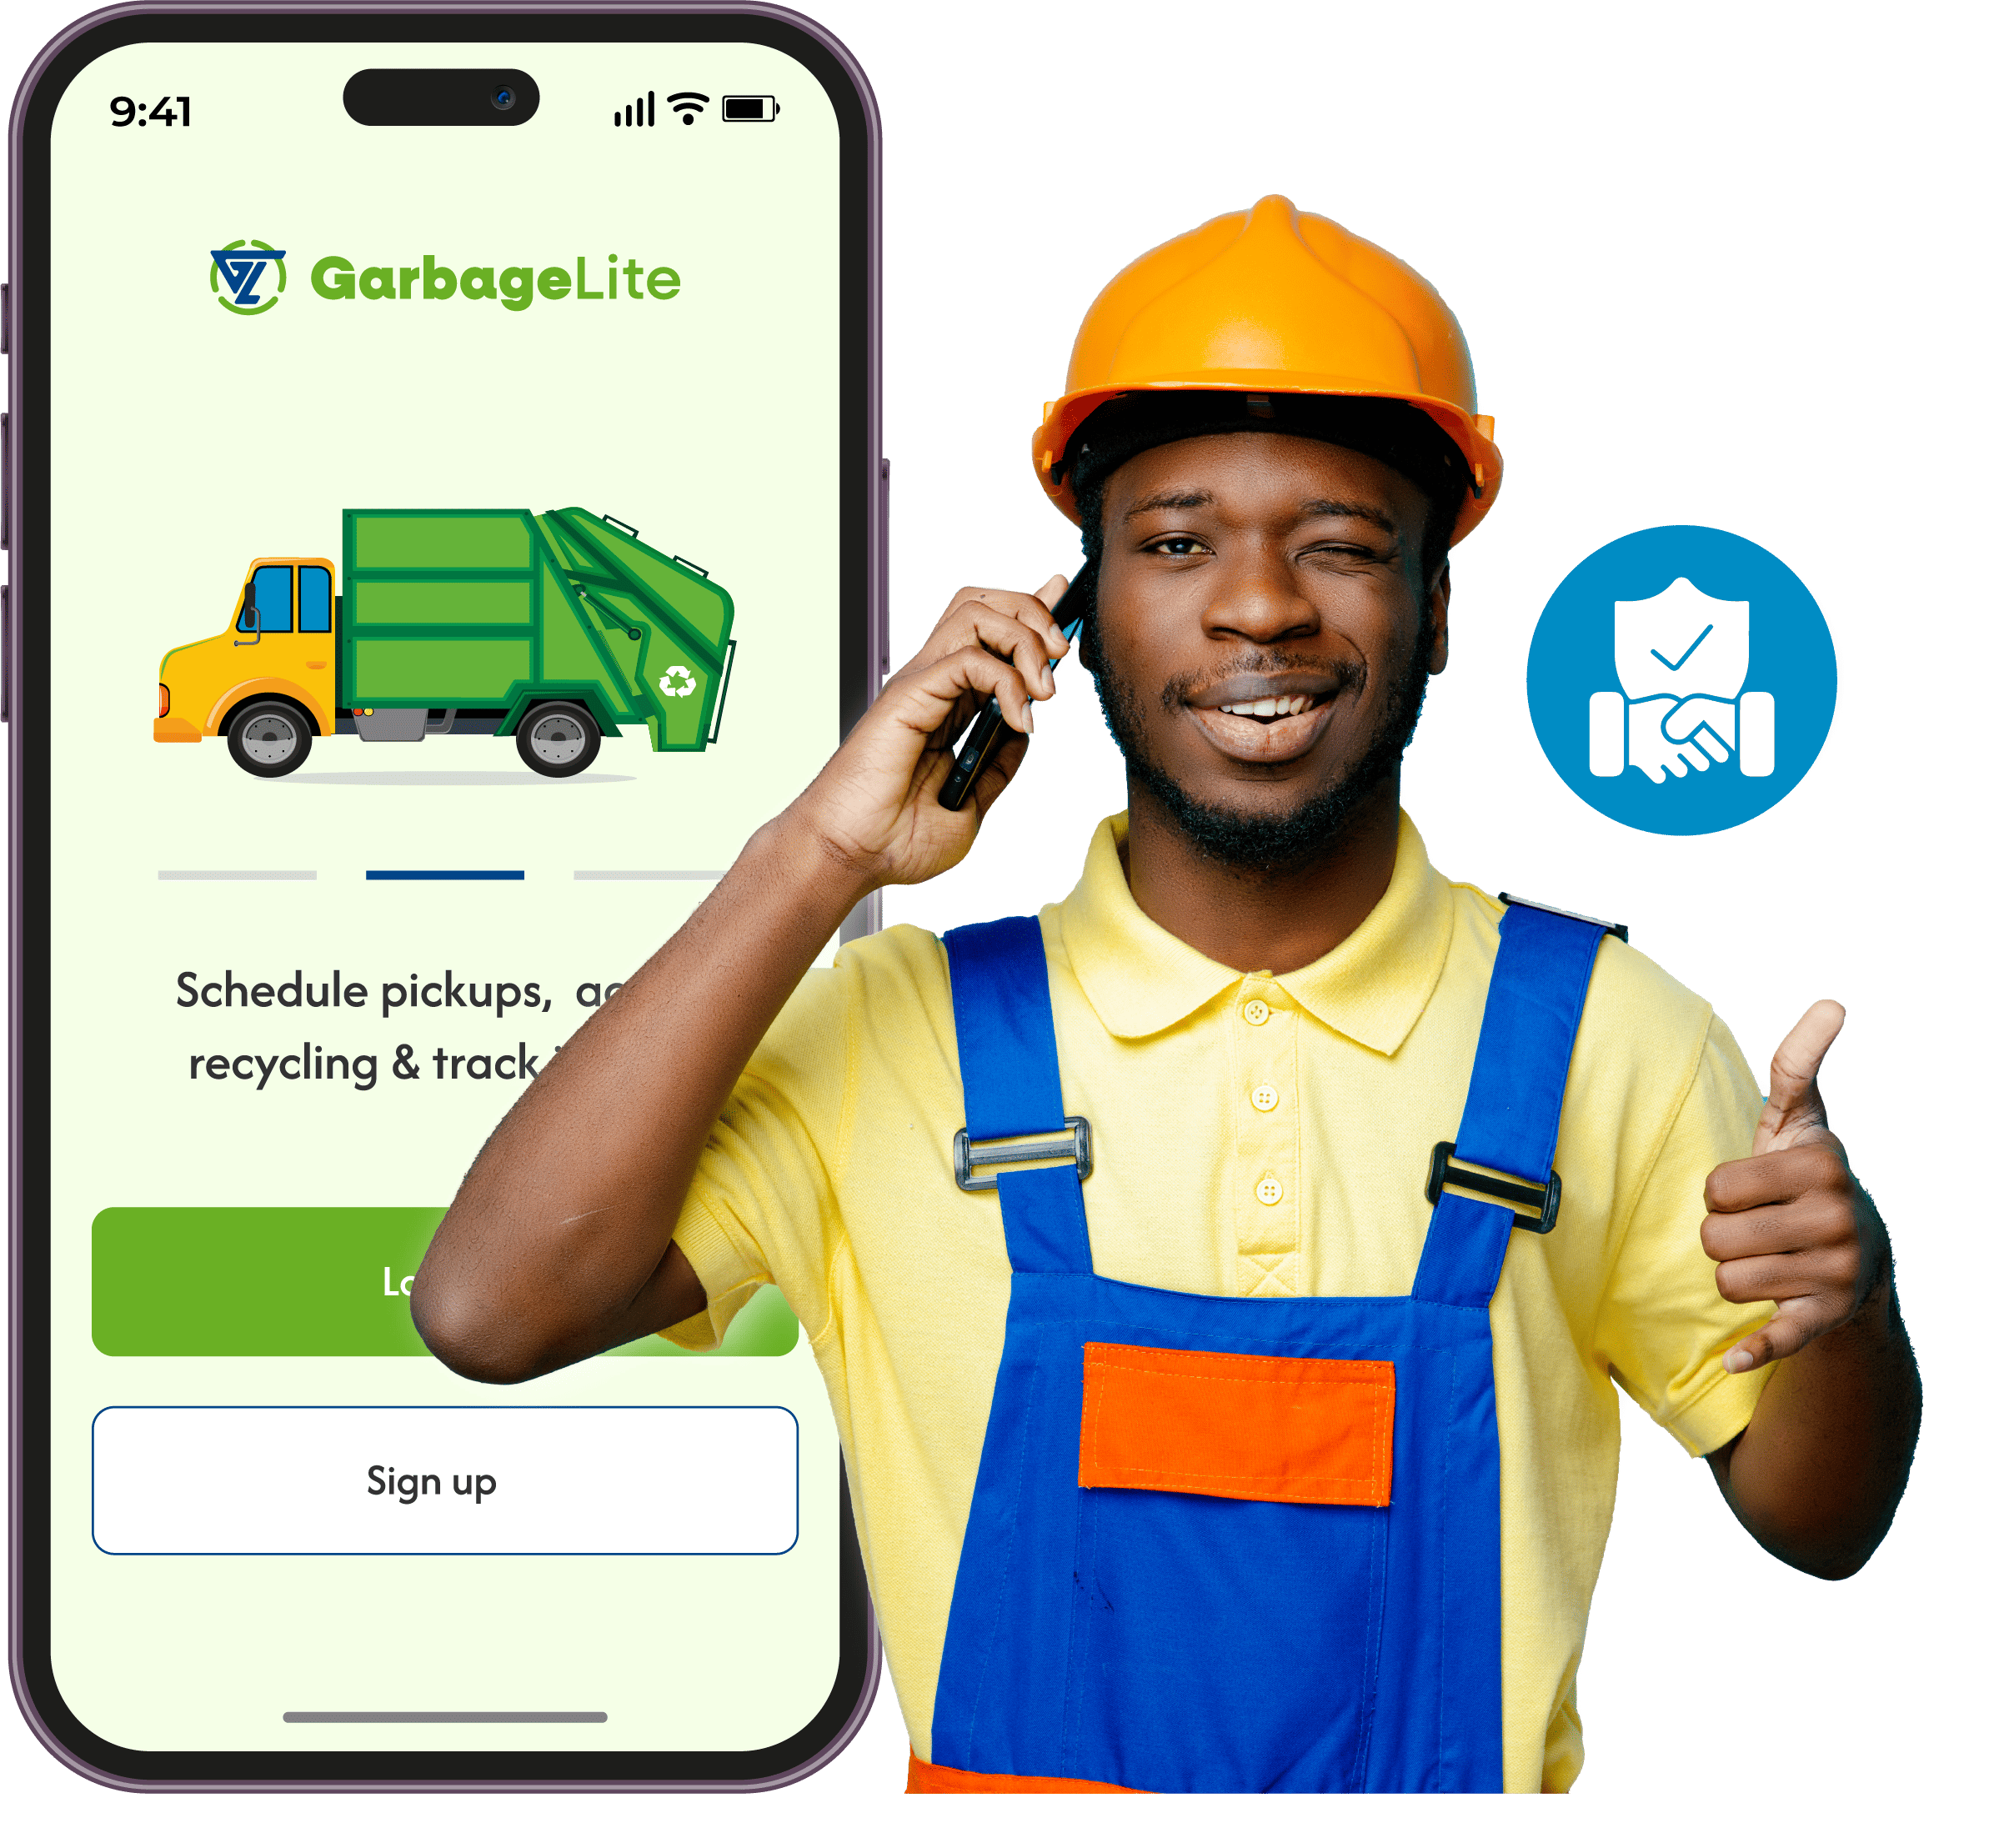 9:41
GarbageLite
Schedule pickups,
recycling & track
Sign up